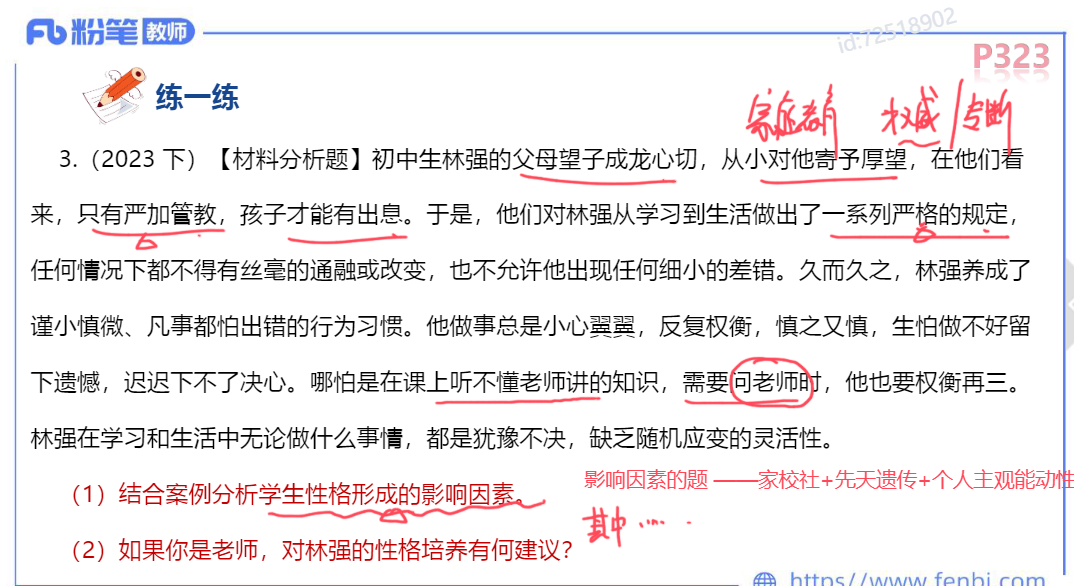 粉笔 教师
id:72518902
P323
练一练
家庭教育 权威/专断
3.（2023 下）【材料分析题】初中生林强的父母望子成龙心切，从小对他寄予厚望，在他们看
来，只有严加管教，孩子才能有出息。于是，他们对林强从学习到生活做出了一系列严格的规定，
任何情况下都不得有丝毫的通融或改变，也不允许他出现任何细小的差错。久而久之，林强养成了
谨小慎微、凡事都怕出错的行为习惯。他做事总是小心翼翼，反复权衡，慎之又慎，生怕做不好留
下遗憾，迟迟下不了决心。哪怕是在课上听不懂老师讲的知识，需要问老师时，他也要权衡再三。
林强在学习和生活中无论做什么事情，都是犹豫不决，缺乏随机应变的灵活性。
影响因素的题 ——家校社+先天遗传+个人主观能动性
（1）结合案例分析学生性格形成的影响因素。
其中……
（2）如果你是老师，对林强的性格培养有何建议？
https://www.fenbi.com